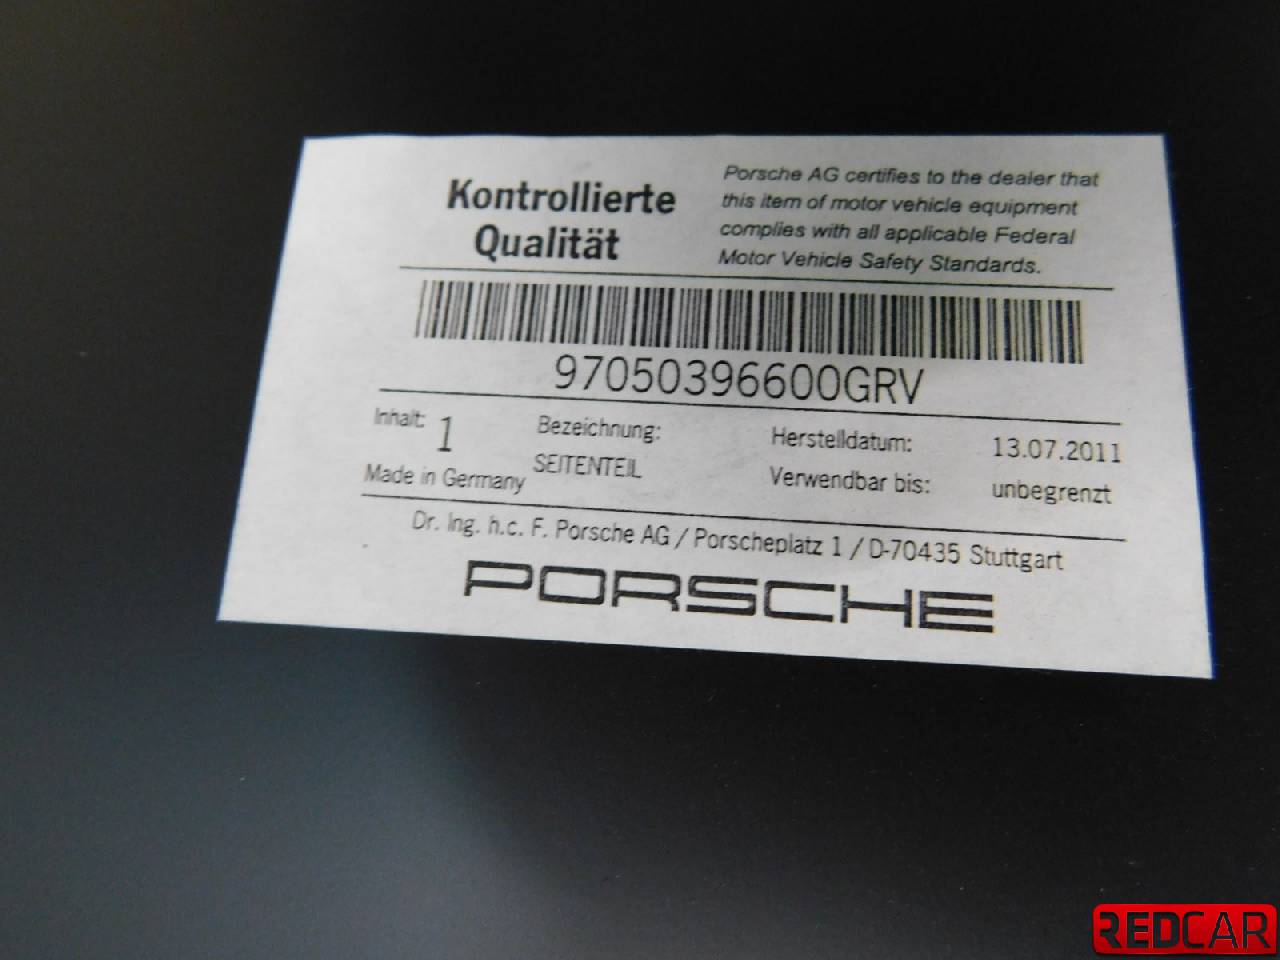 Kontrollierte
Qualität
Porsche AG certifies to the dealer that
this item of motor vehicle equipment
complies with all applicable Federal
Motor Vehicle Safety Standards.
97050396600GRV
Inhalt: 1
Made in Germany
Bezeichnung:
SEITENTEIL
Herstelldatum: 13.07.2011
Verwendbar bis: unbegrenzt
Dr. Ing. h.c. F. Porsche AG / Porscheplatz 1 / D-70435 Stuttgart
PORSCHE
REDCAR